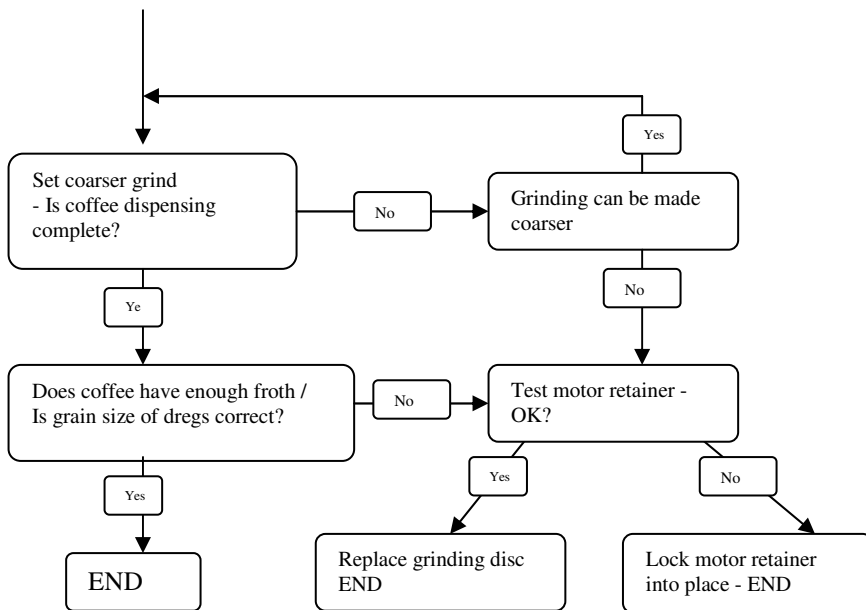 Yes
Set coarser grind
- Is coffee dispensing
complete?
No
Grinding can be made
coarser
Ye
No
Does coffee have enough froth /
Is grain size of dregs correct?
No
Test motor retainer -
OK?
Yes
Yes
No
END
Replace grinding disc
END
Lock motor retainer
into place - END